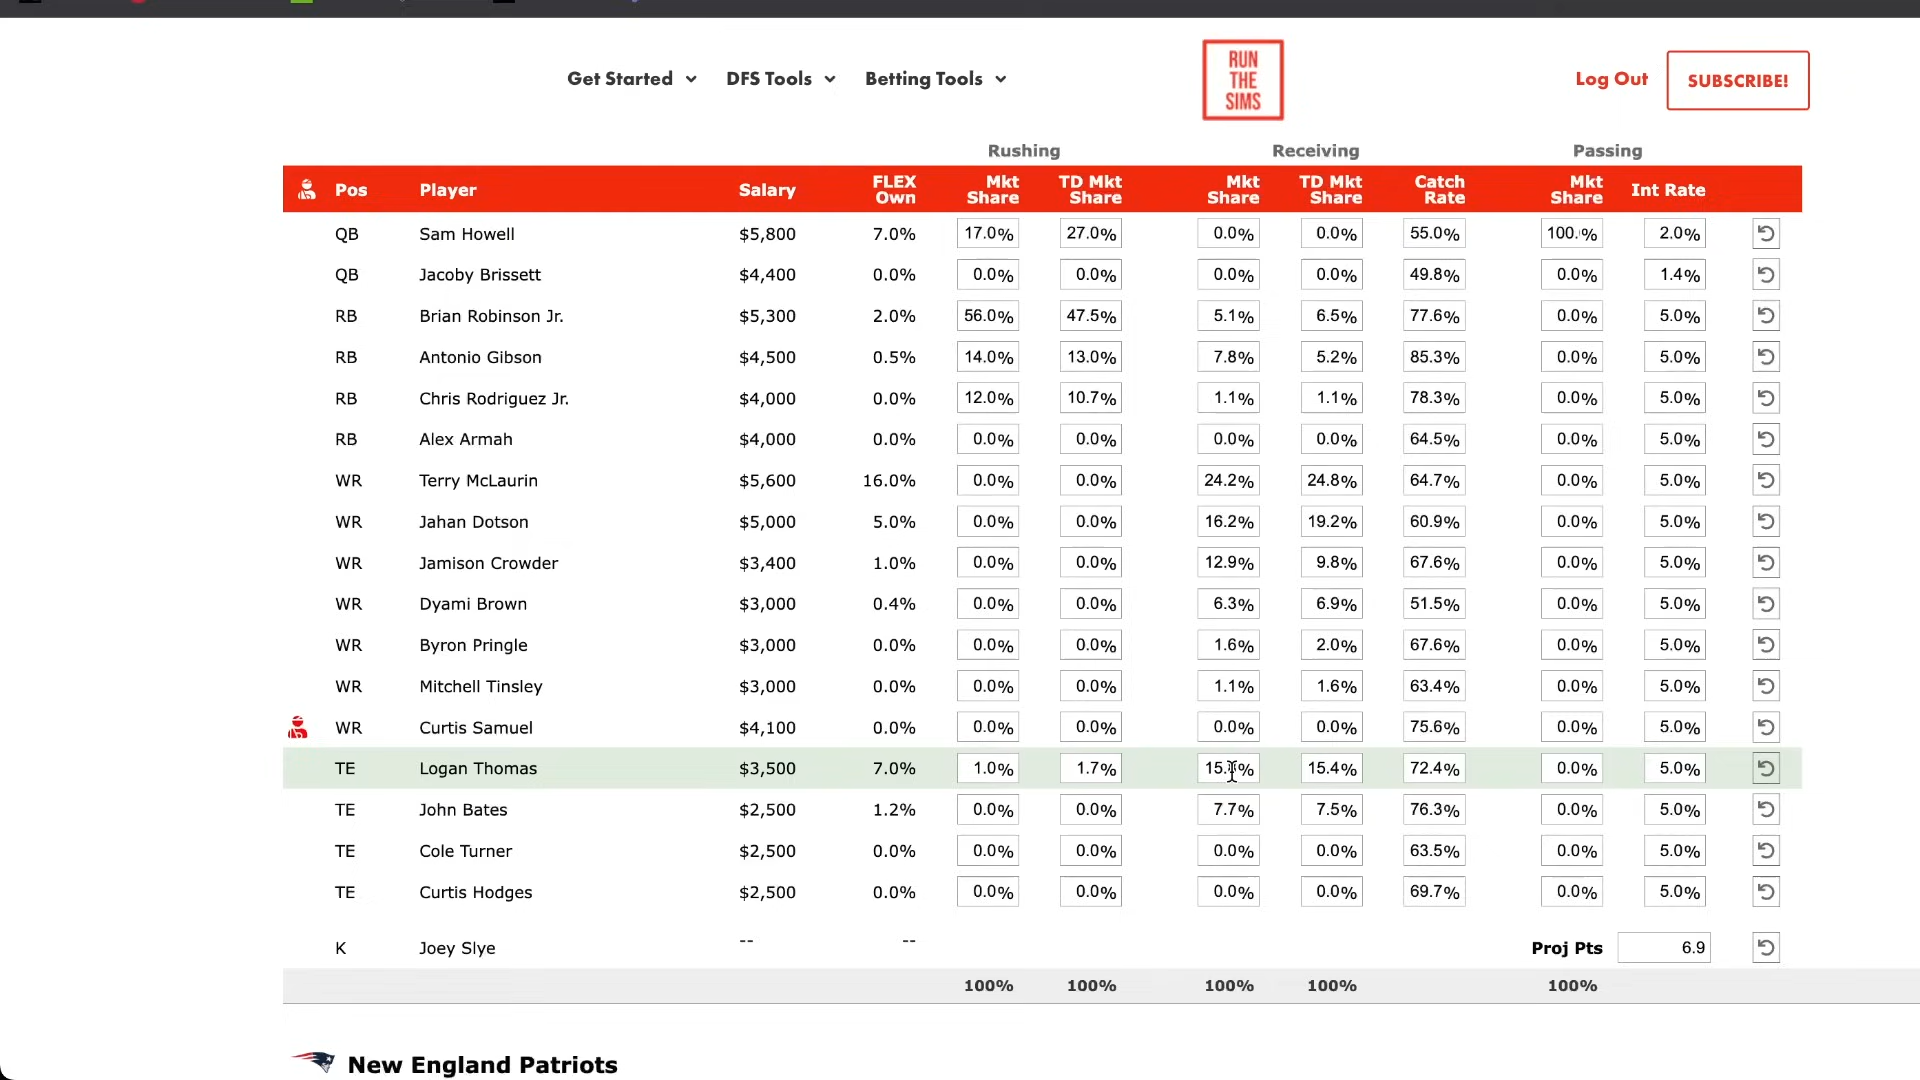 Get Started DFS Tools Betting Tools RUN THE SIMS Log Out SUBSCRIBE!
Rushing Receiving Passing
Pos Player Salary FLEX Own Mkt Share TD Mkt Share Mkt Share TD Mkt Share Catch Rate Mkt Share Int Rate
QB Sam Howell $5,800 7.0% 17.0% 27.0% 0.0% 0.0% 55.0% 100.% 2.0%
QB Jacoby Brissett $4,400 0.0% 0.0% 0.0% 0.0% 0.0% 49.8% 0.0% 1.4%
RB Brian Robinson Jr. $5,300 2.0% 56.0% 47.5% 5.1% 6.5% 77.6% 0.0% 5.0%
RB Antonio Gibson $4,500 0.5% 14.0% 13.0% 7.8% 5.2% 85.3% 0.0% 5.0%
RB Chris Rodriguez Jr. $4,000 0.0% 12.0% 10.7% 1.1% 1.1% 78.3% 0.0% 5.0%
RB Alex Armah $4,000 0.0% 0.0% 0.0% 0.0% 0.0% 64.5% 0.0% 5.0%
WR Terry McLaurin $5,600 16.0% 0.0% 0.0% 24.2% 24.8% 64.7% 0.0% 5.0%
WR Jahan Dotson $5,000 5.0% 0.0% 0.0% 16.2% 19.2% 60.9% 0.0% 5.0%
WR Jamison Crowder $3,400 1.0% 0.0% 0.0% 12.9% 9.8% 67.6% 0.0% 5.0%
WR Dyami Brown $3,000 0.4% 0.0% 0.0% 6.3% 6.9% 51.5% 0.0% 5.0%
WR Byron Pringle $3,000 0.0% 0.0% 0.0% 1.6% 2.0% 67.6% 0.0% 5.0%
WR Mitchell Tinsley $3,000 0.0% 0.0% 0.0% 1.1% 1.6% 63.4% 0.0% 5.0%
WR Curtis Samuel $4,100 0.0% 0.0% 0.0% 0.0% 0.0% 75.6% 0.0% 5.0%
TE Logan Thomas $3,500 7.0% 1.0% 1.7% 15.4% 72.4% 0.0% 5.0%
TE John Bates $2,500 1.2% 0.0% 0.0% 7.7% 7.5% 76.3% 0.0% 5.0%
TE Cole Turner $2,500 0.0% 0.0% 0.0% 0.0% 0.0% 63.5% 0.0% 5.0%
TE Curtis Hodges $2,500 0.0% 0.0% 0.0% 0.0% 0.0% 69.7% 0.0% 5.0%
K Joey Slye -- -- Proj Pts 6.9
100% 100% 100% 100% 100%
New England Patriots